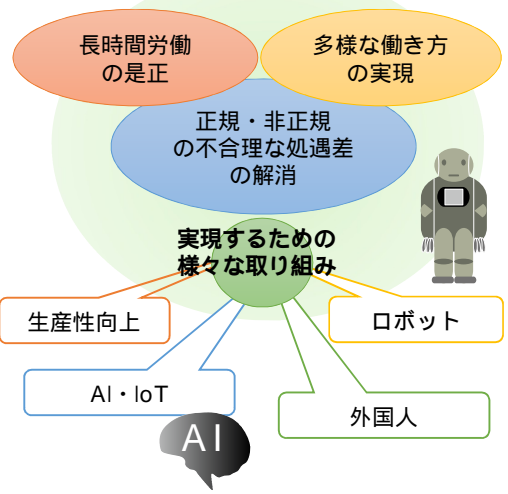 長時間労働
の是正
多様な働き方
の実現
正規・非正規
の不合理な処遇差
の解消
実現するための
様々な取り組み
生産性向上
ロボット
AI・IoT
外国人
AI